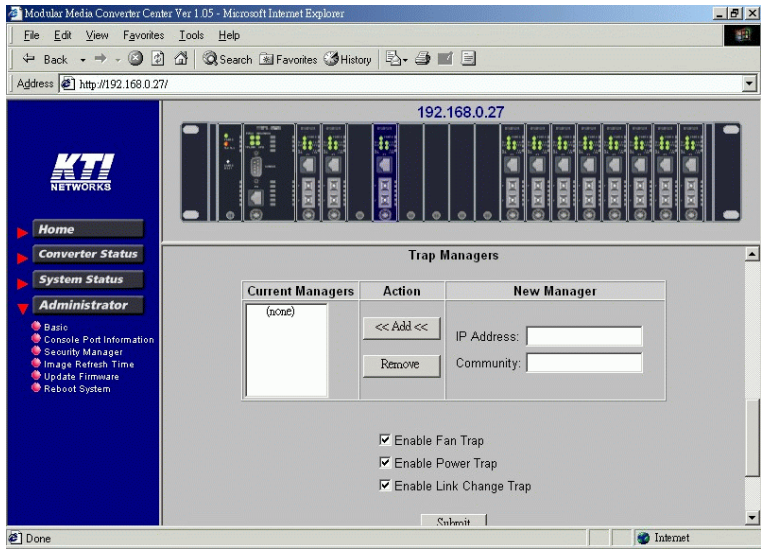 Modular Media Converter Center Ver 1.05 - Microsoft Internet Explorer
File Edit View Favorites Tools Help
Back Search Favorites History
Address http://192.168.0.27/
192.168.0.27
KTI
NETWORKS
Home
Converter Status
System Status
Administrator
Basic
Console Port Information
Security Manager
Image Refresh Time
Update Firmware
Reboot System
Trap Managers
Current Managers Action New Manager
(none)
<< Add <<
Remove
IP Address:
Community:
Enable Fan Trap
Enable Power Trap
Enable Link Change Trap
Submit
Done Internet